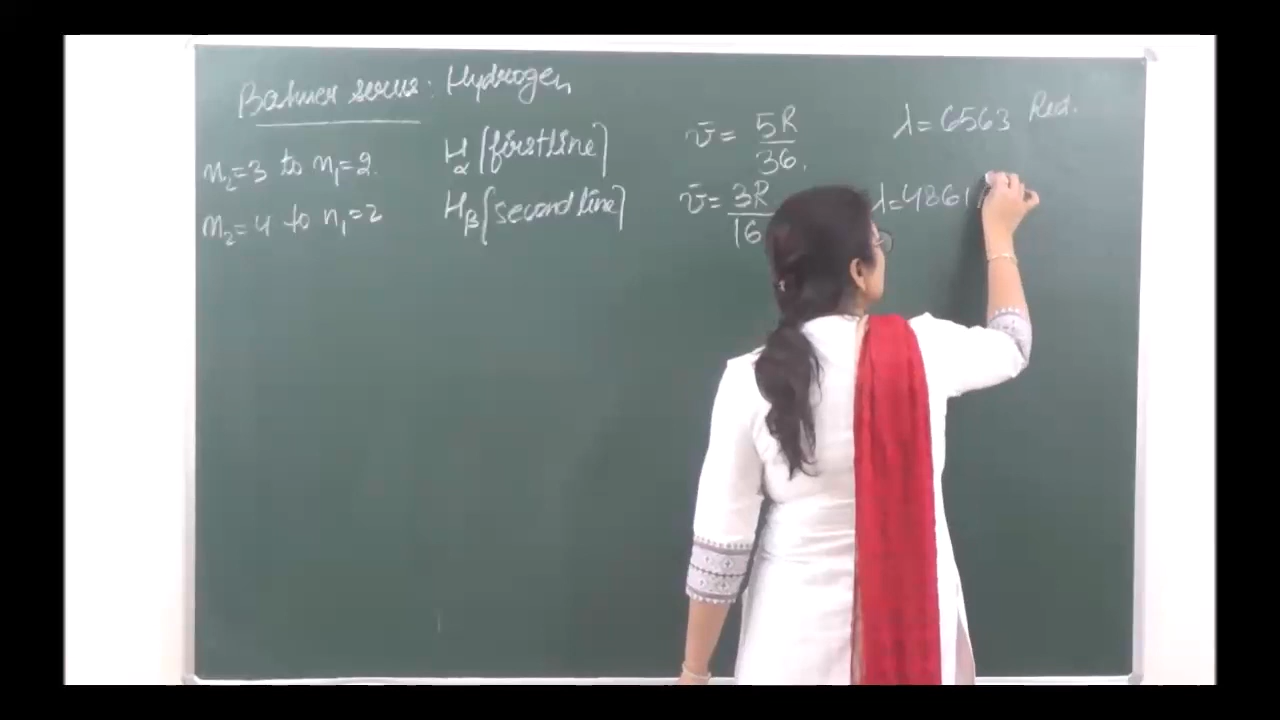 Balmer series : Hydrogen
n₂=3 to n₁=2. Hα [first line] ν̄ = 5R/36. λ = 6563 Red.
n₂=4 to n₁=2 Hβ [second line] ν̄ = 3R/16 λ=4861